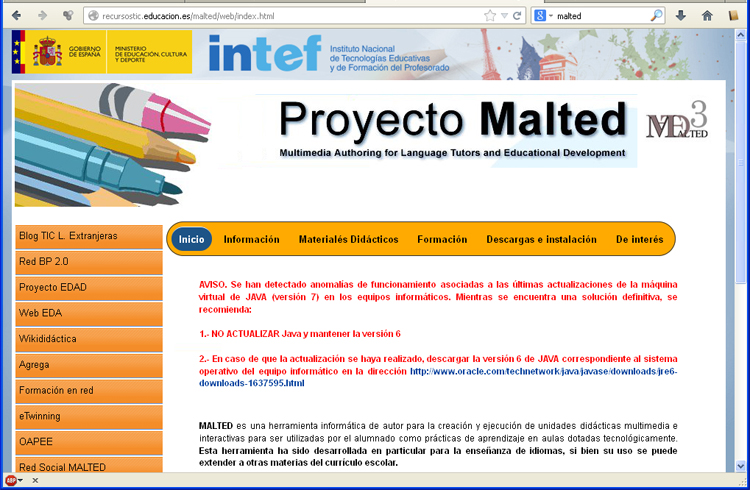 recursostic.educacion.es/malted/web/index.html
malted
GOBIERNO
DE ESPAÑA
MINISTERIO
DE EDUCACIÓN, CULTURA
Y DEPORTE
intef
Instituto Nacional
de Tecnologías Educativas
y de Formación del Profesorado
Proyecto Malted
Multimedia Authoring for Language Tutors and Educational Development
MALTED 3
Inicio Información Materialés Didácticos Formación Descargas e instalación De interés
Blog TIC L. Extranjeras
Red BP 2.0
Proyecto EDAD
Web EDA
Wikididáctica
Agrega
Formación en red
eTwinning
OAPEE
Red Social MALTED
AVISO. Se han detectado anomalías de funcionamiento asociadas a las últimas actualizaciones de la máquina
virtual de JAVA (versión 7) en los equipos informáticos. Mientras se encuentra una solución definitiva, se
recomienda:
1.- NO ACTUALIZAR Java y mantener la versión 6
2.- En caso de que la actualización se haya realizado, descargar la versión 6 de JAVA correspondiente al sistema
operativo del equipo informático en la dirección http://www.oracle.com/technetwork/java/javase/downloads/jre6-
downloads-1637595.html
MALTED es una herramienta informática de autor para la creación y ejecución de unidades didácticas multimedia e
interactivas para ser utilizadas por el alumnado como prácticas de aprendizaje en aulas dotadas tecnológicamente.
Esta herramienta ha sido desarrollada en particular para la enseñanza de idiomas, si bien su uso se puede
extender a otras materias del currículo escolar.
ABP